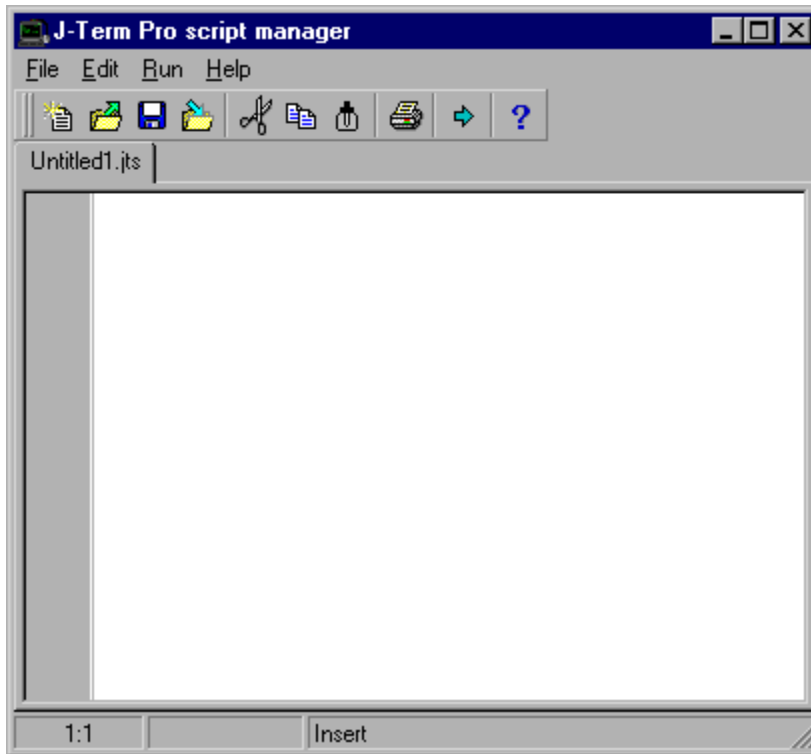 J-Term Pro script manager
File Edit Run Help
?
Untitled1.jts
1:1 Insert